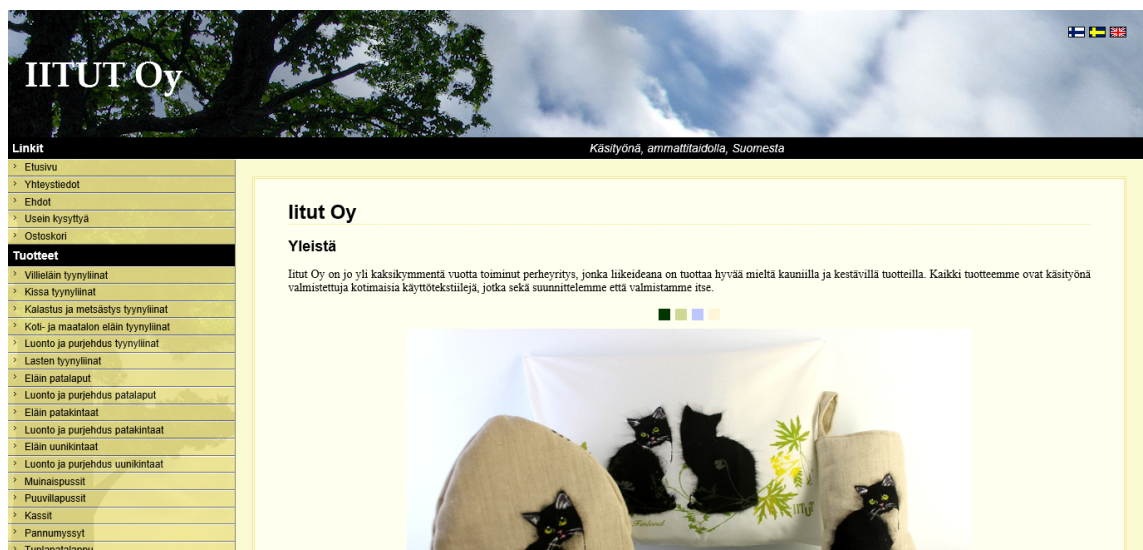 IITUT Oy
Linkit
Käsityönä, ammattitaidolla, Suomesta
Etusivu
Yhteystiedot
Ehdot
Usein kysyttyä
Ostoskori
Tuotteet
Villieläin tyynyliinat
Kissa tyynyliinat
Kalastus ja metsästys tyynyliinat
Koti- ja maatalon eläin tyynyliinat
Luonto ja purjehdus tyynyliinat
Lasten tyynyliinat
Eläin patalaput
Luonto ja purjehdus patalaput
Eläin patakintaat
Luonto ja purjehdus patakintaat
Eläin uunikintaat
Luonto ja purjehdus uunikintaat
Muinaispussit
Puuvillapussit
Kassit
Pannumyssyt
Tuplapatalappu
Iitut Oy
Yleistä
Iitut Oy on jo yli kaksikymmentä vuotta toiminut perheyritys, jonka liikeideana on tuottaa hyvää mieltä kauniilla ja kestävillä tuotteilla. Kaikki tuotteemme ovat käsityönä
valmistettuja kotimaisia käyttötekstiilejä, jotka sekä suunnittelemme että valmistamme itse.
Finland
IITUT